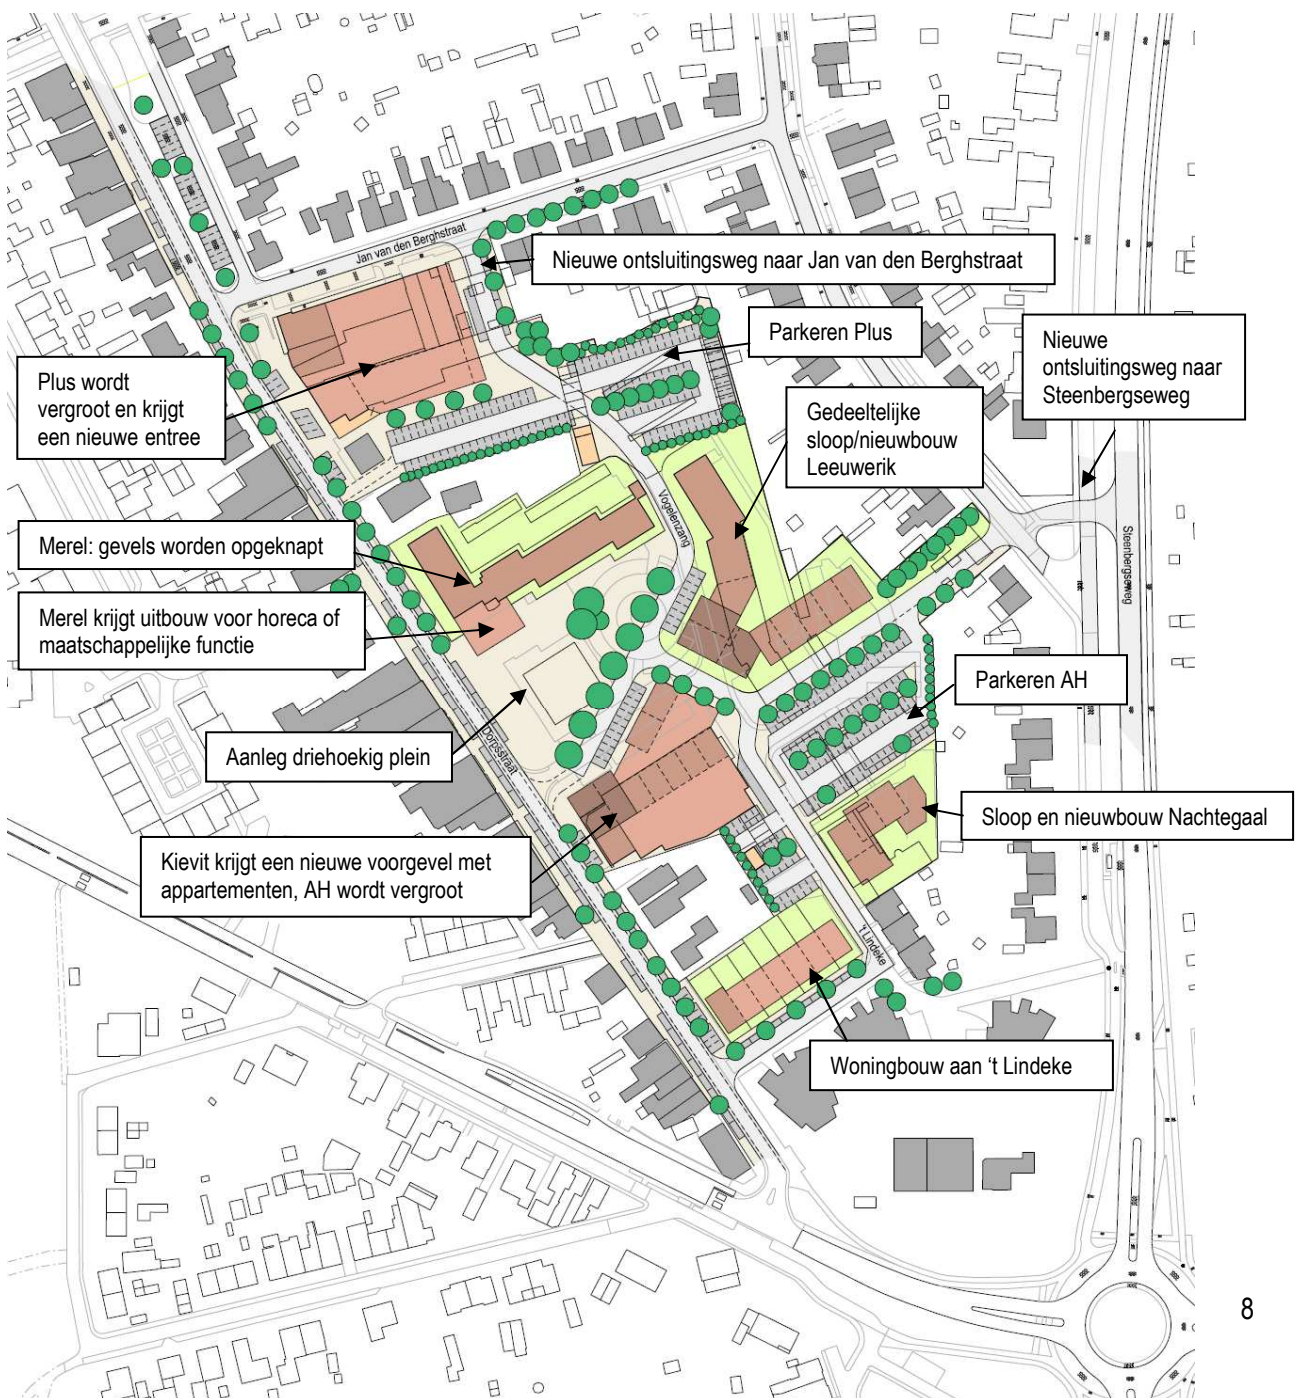 Jan van den Berghstraat
Nieuwe ontsluitingsweg naar Jan van den Berghstraat
Parkeren Plus
Nieuwe
ontsluitingsweg naar
Steenbergseweg
Plus wordt
vergroot en krijgt
een nieuwe entree
Gedeeltelijke
sloop/nieuwbouw
Leeuwerik
Vogelenzang
Steenbergseweg
Merel: gevels worden opgeknapt
Merel krijgt uitbouw voor horeca of
maatschappelijke functie
Parkeren AH
Dorpsstraat
Aanleg driehoekig plein
Sloop en nieuwbouw Nachtegaal
Kievit krijgt een nieuwe voorgevel met
appartementen, AH wordt vergroot
't Lindeke
Woningbouw aan ‘t Lindeke
8